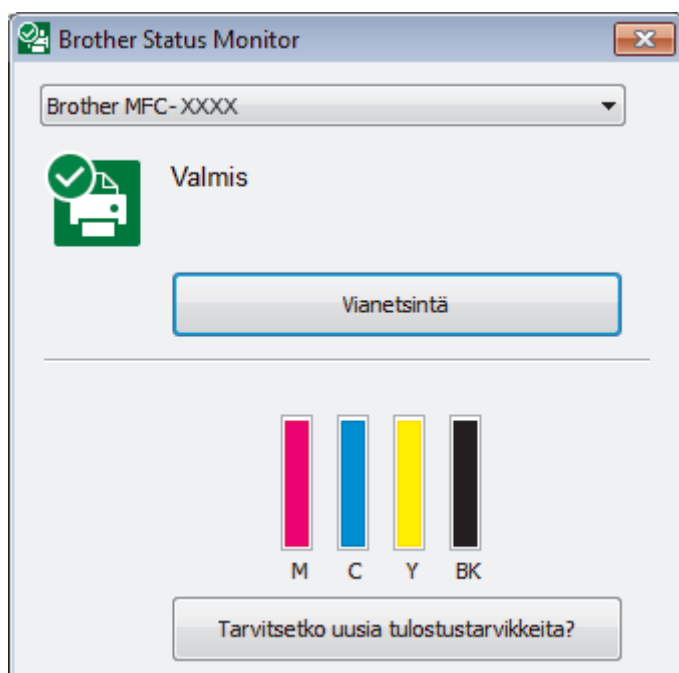 Brother Status Monitor
Brother MFC-XXXX
Valmis
Vianetsintä
M C Y BK
Tarvitsetko uusia tulostustarvikkeita?